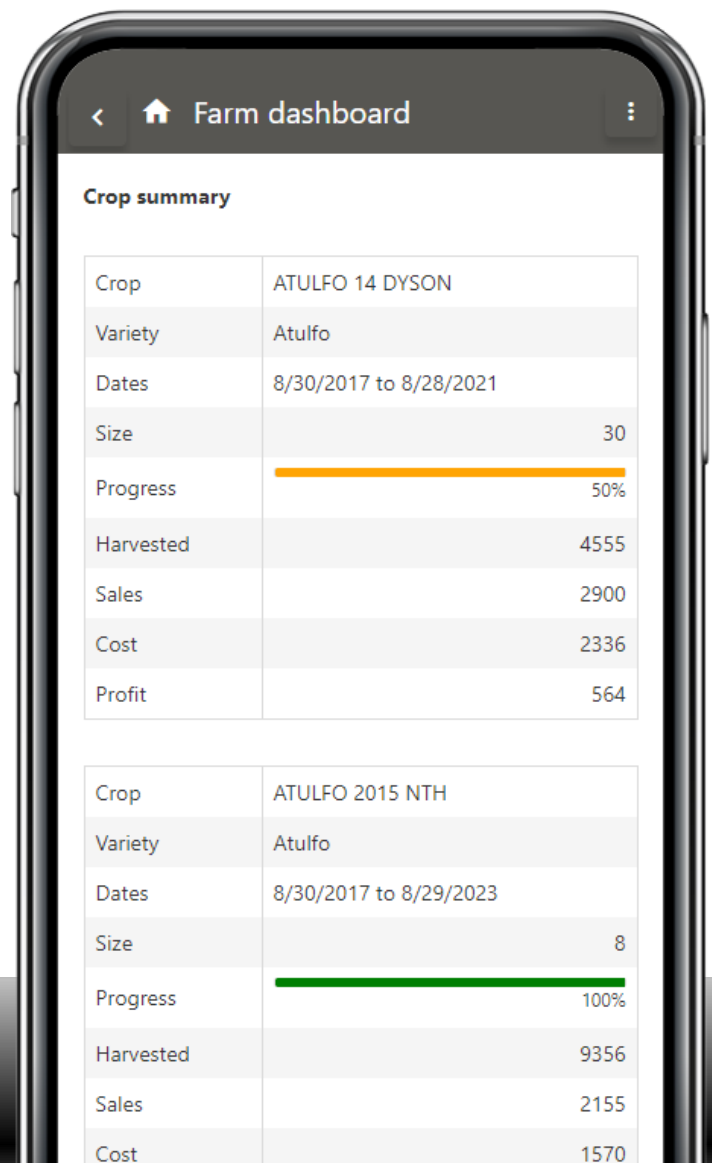 Farm dashboard
Crop summary
Crop ATULFO 14 DYSON
Variety Atulfo
Dates 8/30/2017 to 8/28/2021
Size 30
Progress 50%
Harvested 4555
Sales 2900
Cost 2336
Profit 564
Crop ATULFO 2015 NTH
Variety Atulfo
Dates 8/30/2017 to 8/29/2023
Size 8
Progress 100%
Harvested 9356
Sales 2155
Cost 1570